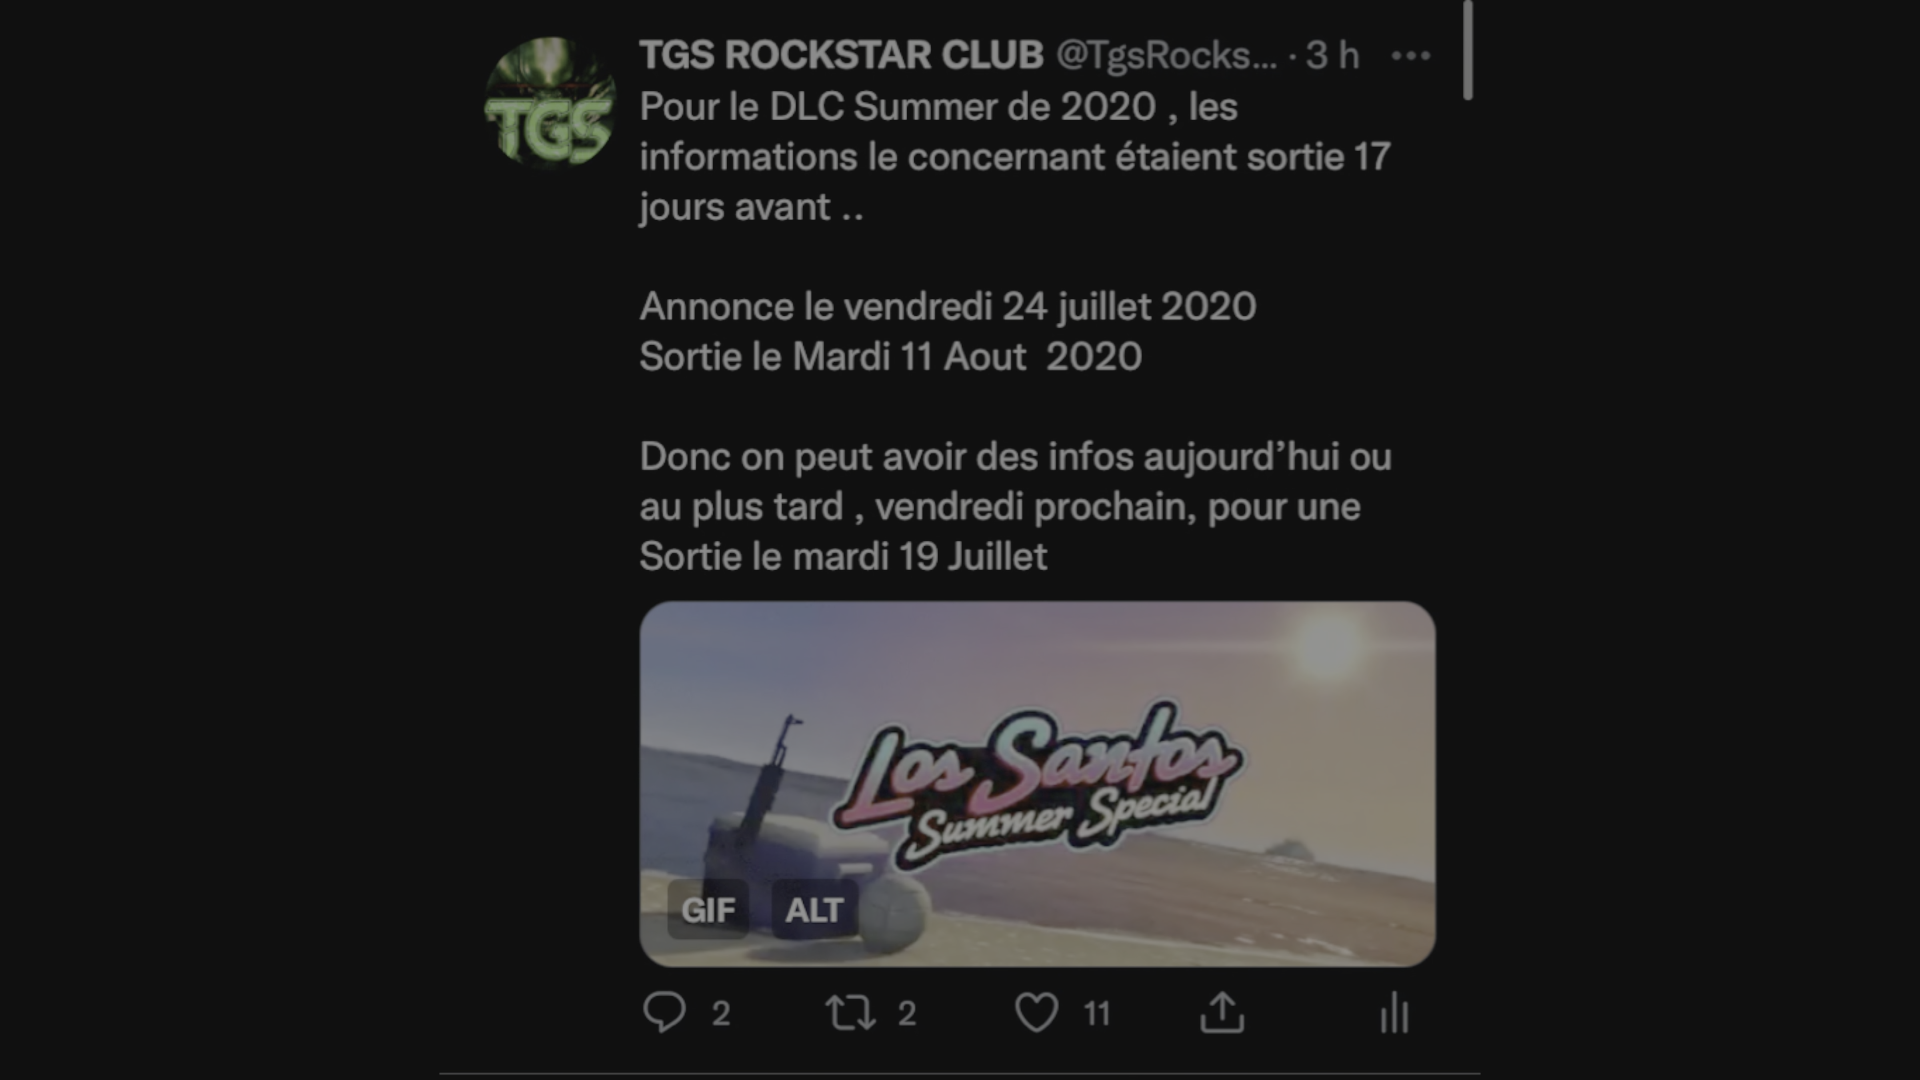 TGS
TGS ROCKSTAR CLUB @TgsRocks... · 3 h
Pour le DLC Summer de 2020 , les
informations le concernant étaient sortie 17
jours avant ..
Annonce le vendredi 24 juillet 2020
Sortie le Mardi 11 Aout  2020
Donc on peut avoir des infos aujourd’hui ou
au plus tard , vendredi prochain, pour une
Sortie le mardi 19 Juillet
Los Santos
Summer Special
GIF ALT
2 2 11